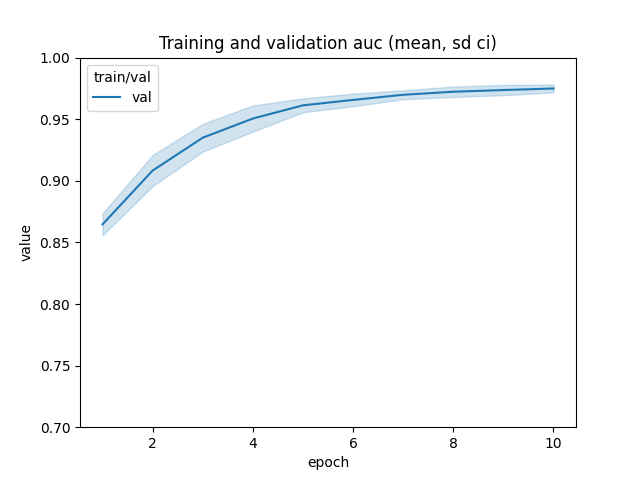 Training and validation auc (mean, sd ci)
train/val
val
1.00
0.95
0.90
0.85
0.80
0.75
0.70
value
2 4 6 8 10
epoch